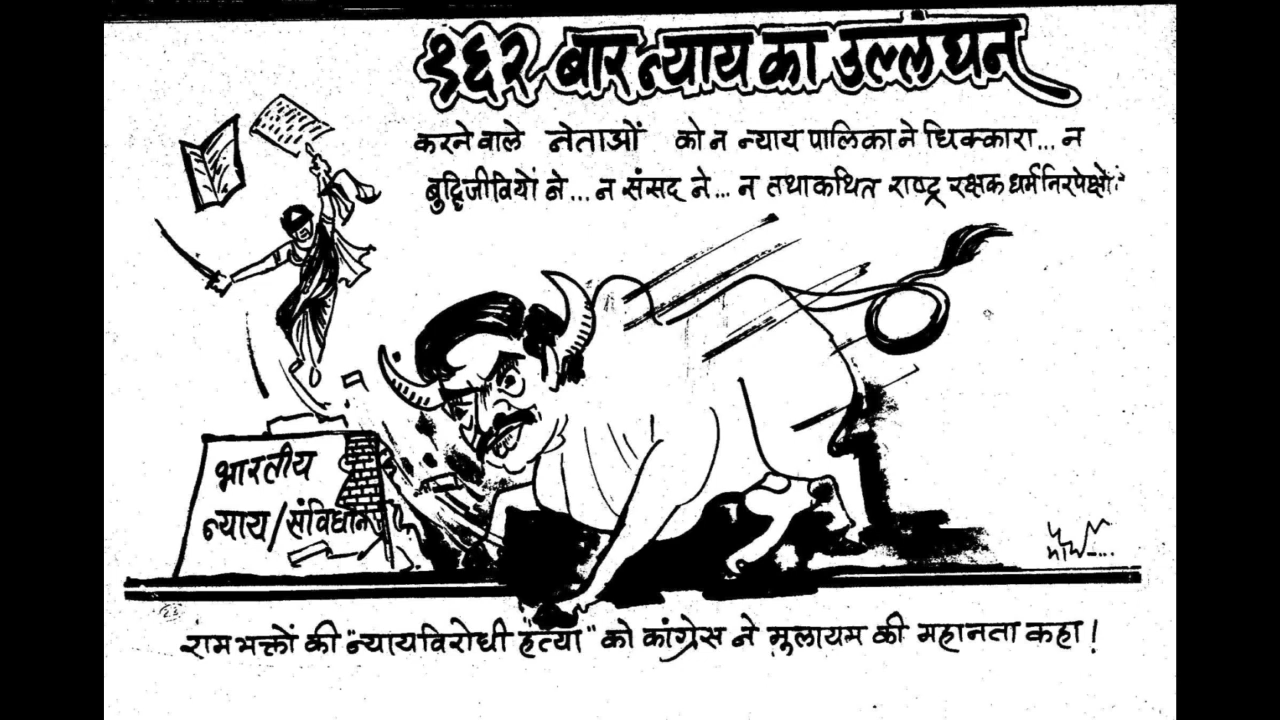 १६२ बार न्याय का उल्लंघन
करने वाले नेताओं को न न्याय पालिका ने धिक्कारा... न
बुद्धिजीवियों ने... न संसद ने... न तथाकथित राष्ट्र रक्षक धर्मनिरपेक्षों ने
भारतीय
न्याय/संविधान
राम भक्तों की "न्यायविरोधी हत्या" को कांग्रेस ने मुलायम की महानता कहा!